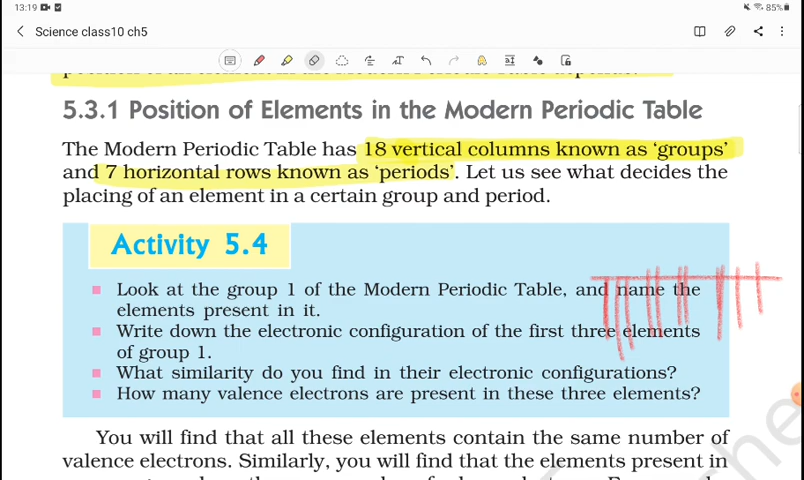 13:19
85%
Science class10 ch5
5.3.1 Position of Elements in the Modern Periodic Table
The Modern Periodic Table has 18 vertical columns known as ‘groups’
and 7 horizontal rows known as ‘periods’. Let us see what decides the
placing of an element in a certain group and period.
Activity 5.4
■ Look at the group 1 of the Modern Periodic Table, and name the
elements present in it.
■ Write down the electronic configuration of the first three elements
of group 1.
■ What similarity do you find in their electronic configurations?
■ How many valence electrons are present in these three elements?
You will find that all these elements contain the same number of
valence electrons. Similarly, you will find that the elements present in